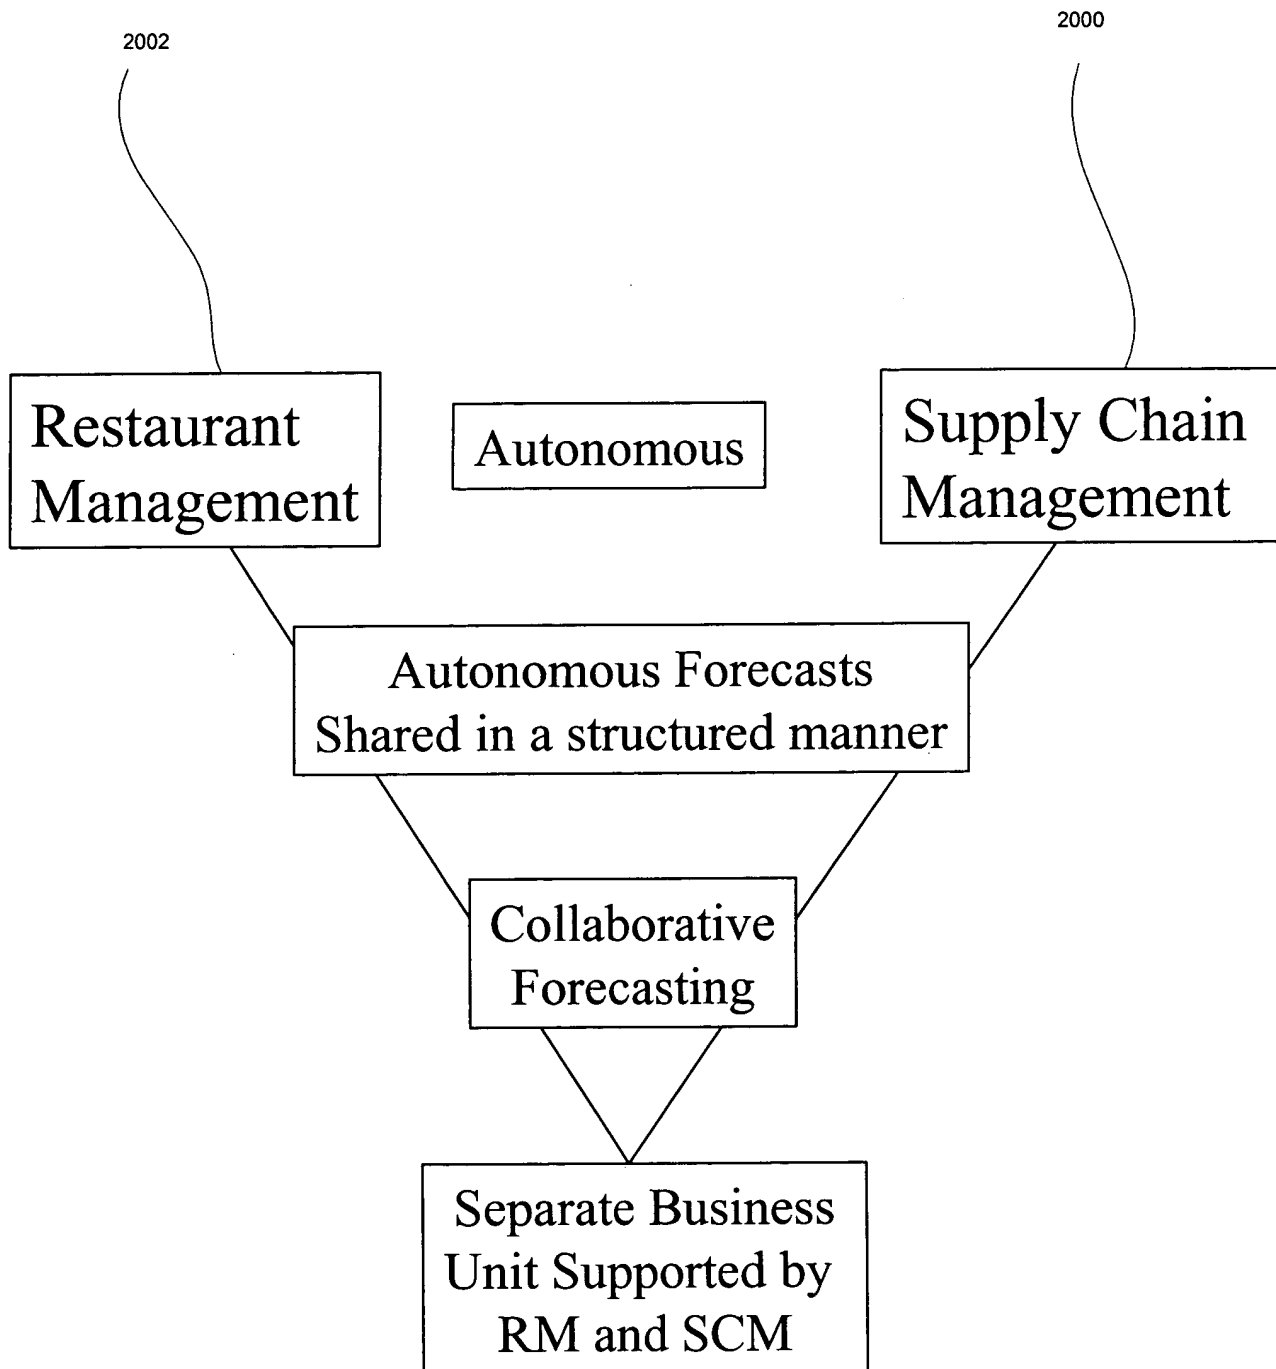 2002
2000
Restaurant
Management
Autonomous
Supply Chain
Management
Autonomous Forecasts
Shared in a structured manner
Collaborative
Forecasting
Separate Business
Unit Supported by
RM and SCM